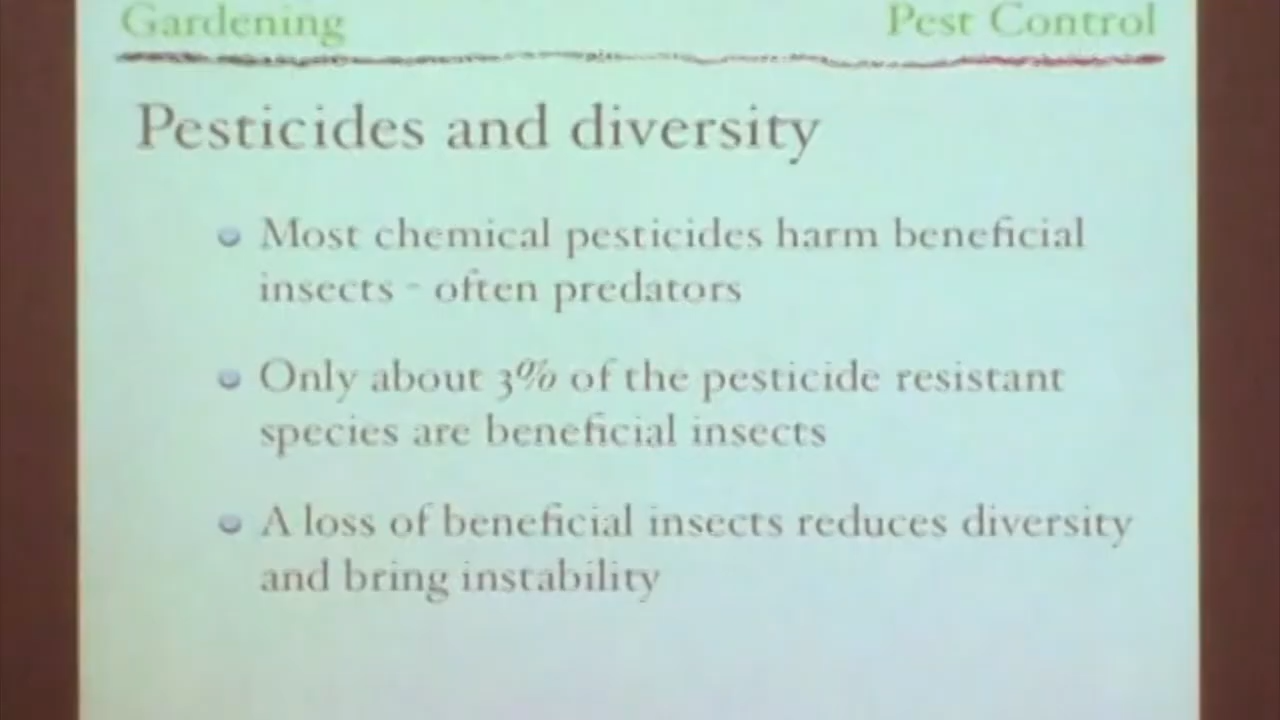 Gardening Pest Control
Pesticides and diversity
Most chemical pesticides harm beneficial
insects - often predators
Only about 3% of the pesticide resistant
species are beneficial insects
A loss of beneficial insects reduces diversity
and bring instability